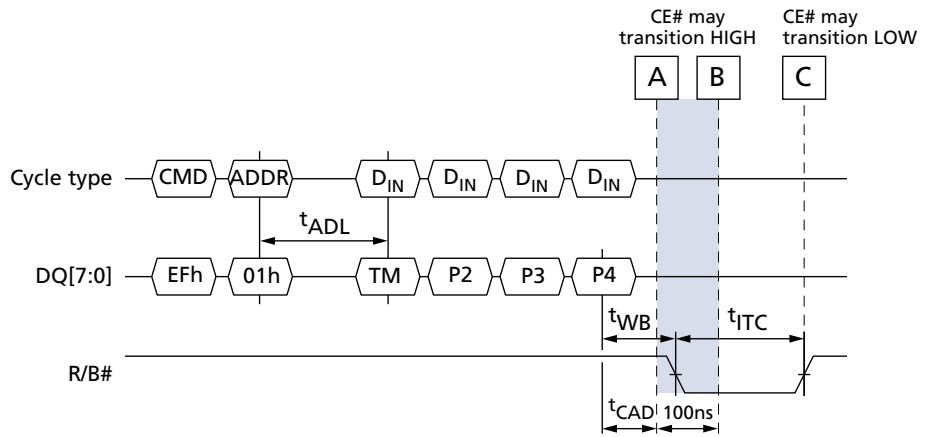 CE# may
transition HIGH
CE# may
transition LOW
A
B
C
Cycle type
CMD
ADDR
DIN
DIN
DIN
DIN
tADL
DQ[7:0]
EFh
01h
TM
P2
P3
P4
tWB
tITC
R/B#
tCAD
100ns